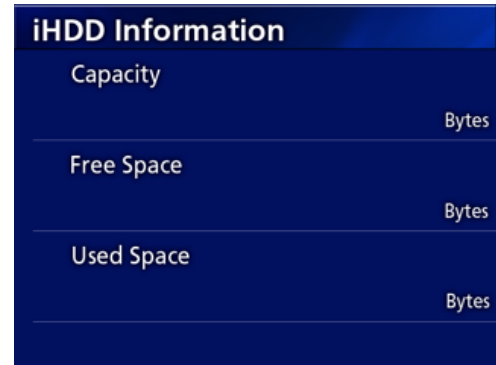 iHDD Information
Capacity
Bytes
Free Space
Bytes
Used Space
Bytes